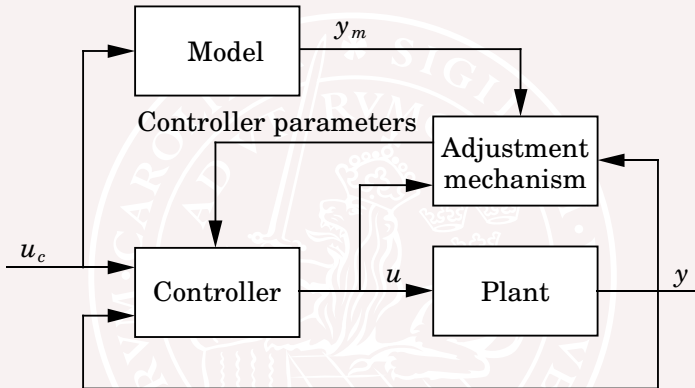 y_m
Model
Controller parameters
Adjustment
mechanism
u_c
Controller
u
Plant
y